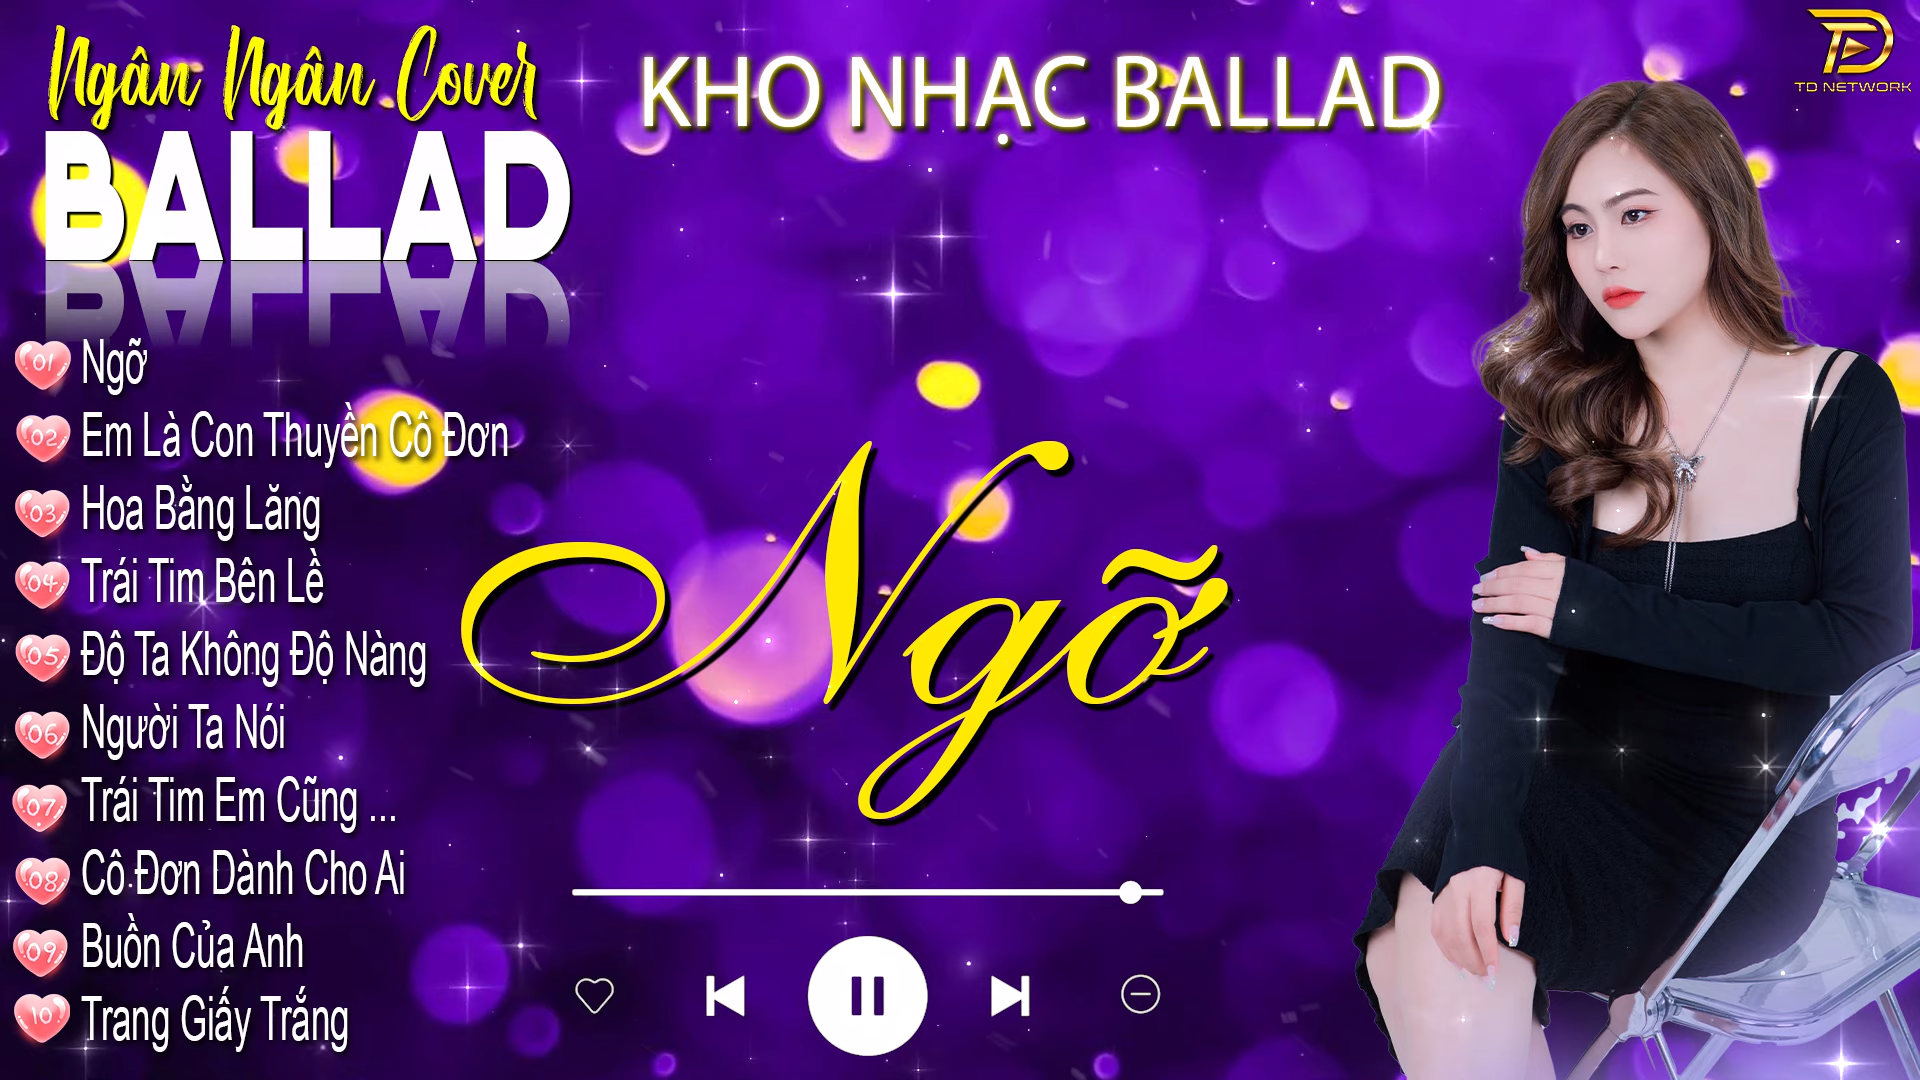 Ngân Ngân Cover
BALLAD
KHO NHẠC BALLAD
TD NETWORK
01 Ngỡ
02 Em Là Con Thuyền Cô Đơn
03 Hoa Bằng Lăng
04 Trái Tim Bên Lề
05 Độ Ta Không Độ Nàng
06 Người Ta Nói
07 Trái Tim Em Cũng ...
08 Cô Đơn Dành Cho Ai
09 Buồn Của Anh
10 Trang Giấy Trắng
Ngỡ